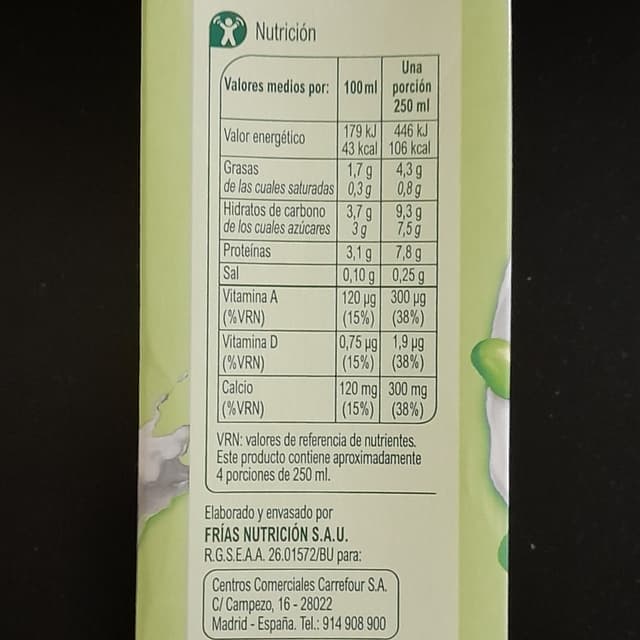 Nutrición
Valores medios por: 100 ml Una porción 250 ml
Valor energético 179 kJ 446 kJ
43 kcal 106 kcal
Grasas 1,7 g 4,3 g
de las cuales saturadas 0,3 g 0,8 g
Hidratos de carbono 3,7 g 9,3 g
de los cuales azúcares 3 g 7,5 g
Proteínas 3,1 g 7,8 g
Sal 0,10 g 0,25 g
Vitamina A 120 µg 300 µg
(%VRN) (15%) (38%)
Vitamina D 0,75 µg 1,9 µg
(%VRN) (15%) (38%)
Calcio 120 mg 300 mg
(%VRN) (15%) (38%)
VRN: valores de referencia de nutrientes.
Este producto contiene aproximadamente
4 porciones de 250 ml.
Elaborado y envasado por
FRÍAS NUTRICIÓN S.A.U.
R.G.S.E.A.A. 26.01572/BU para:
Centros Comerciales Carrefour S.A.
C/ Campezo, 16 - 28022
Madrid - España. Tel.: 914 908 900